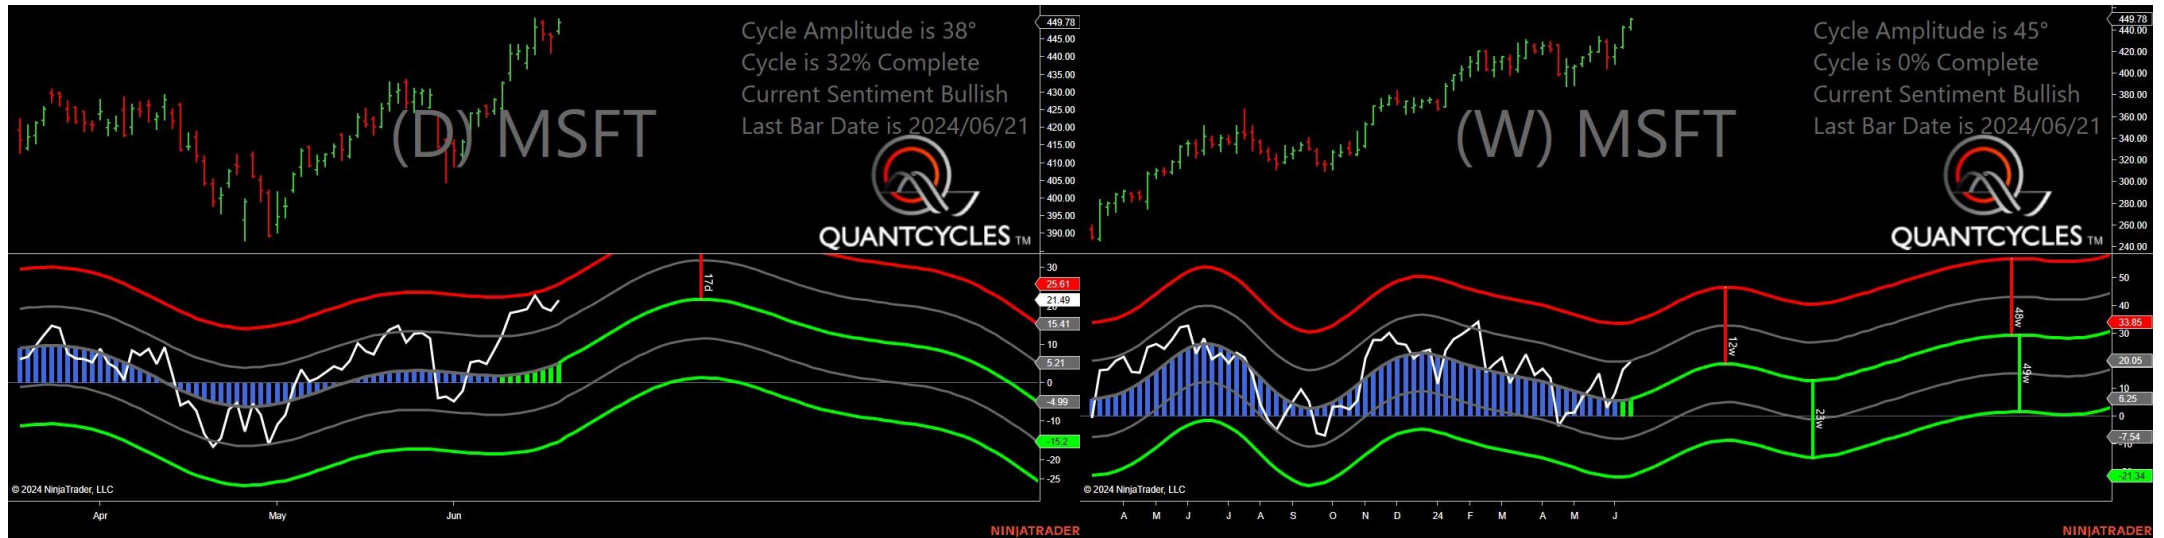 Cycle Amplitude is 38°
Cycle is 32% Complete
Current Sentiment Bullish
Last Bar Date is 2024/06/21
(D) MSFT
QUANTCYCLES TM
449.78
445.00
440.00
435.00
430.00
425.00
420.00
415.00
410.00
405.00
400.00
395.00
390.00
17d
30
25.61
21.49
15.41
10
5.21
0
-4.99
-10
-15.2
-20
-25
© 2024 NinjaTrader, LLC
Apr
May
Jun
NINJATRADER
Cycle Amplitude is 45°
Cycle is 0% Complete
Current Sentiment Bullish
Last Bar Date is 2024/06/21
(W) MSFT
QUANTCYCLES TM
449.78
440.00
420.00
400.00
380.00
360.00
340.00
320.00
300.00
280.00
260.00
240.00
12w
23w
48w
49w
50
40
33.85
30
20.05
10
6.25
0
-7.54
-21.34
© 2024 NinjaTrader, LLC
A M J J A S O N D 24 F M A M J
NINJATRADER